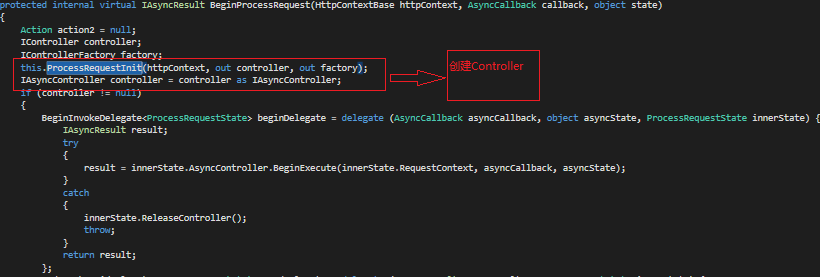 protected internal virtual IAsyncResult BeginProcessRequest(HttpContextBase httpContext, AsyncCallback callback, object state)
{
Action action2 = null;
IController controller;
IControllerFactory factory;
this.ProcessRequestInit(httpContext, out controller, out factory);
创建Controller
IAsyncController controller = controller as IAsyncController;
if (controller != null)
{
BeginInvokeDelegate<ProcessRequestState> beginDelegate = delegate (AsyncCallback asyncCallback, object asyncState, ProcessRequestState innerState) {
IAsyncResult result;
try
{
result = innerState.AsyncController.BeginExecute(innerState.RequestContext, asyncCallback, asyncState);
}
catch
{
innerState.ReleaseController();
throw;
}
return result;
};